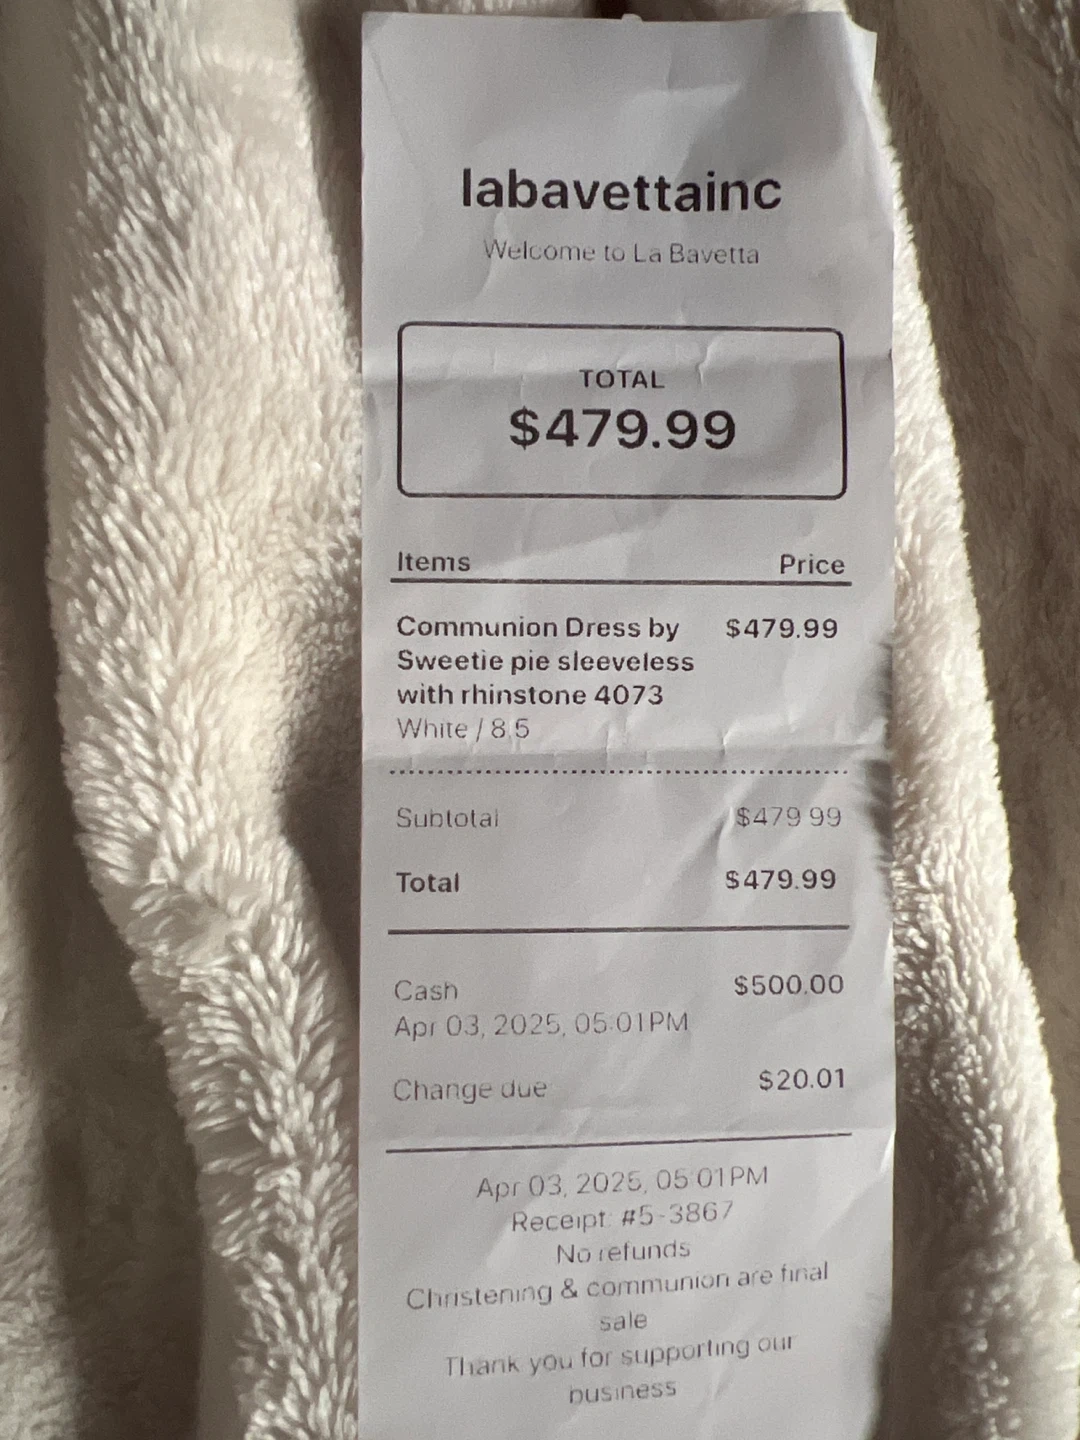 labavettainc
Welcome to La Bavetta
TOTAL
$479.99
Items Price
Communion Dress by $479.99
Sweetie pie sleeveless
with rhinstone 4073
White / 8.5
Subtotal $479.99
Total $479.99
Cash $500.00
Apr 03, 2025, 05:01PM
Change due $20.01
Apr 03, 2025, 05:01PM
Receipt: #5-3867
No refunds
Christening & communion are final
sale
Thank you for supporting our
business